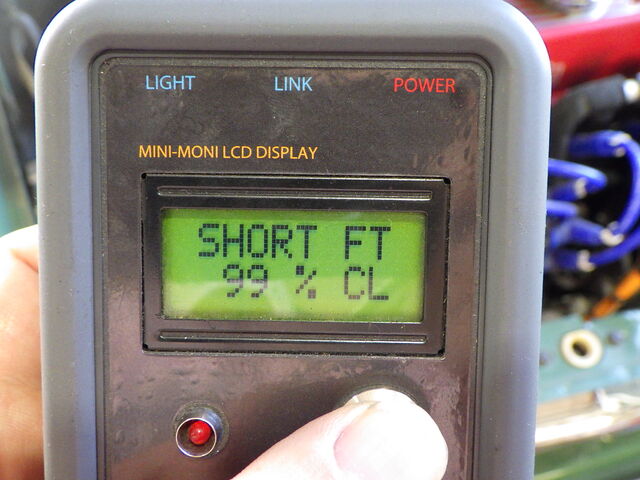 LIGHT LINK POWER
MINI-MONI LCD DISPLAY
SHORT FT
99 % CL